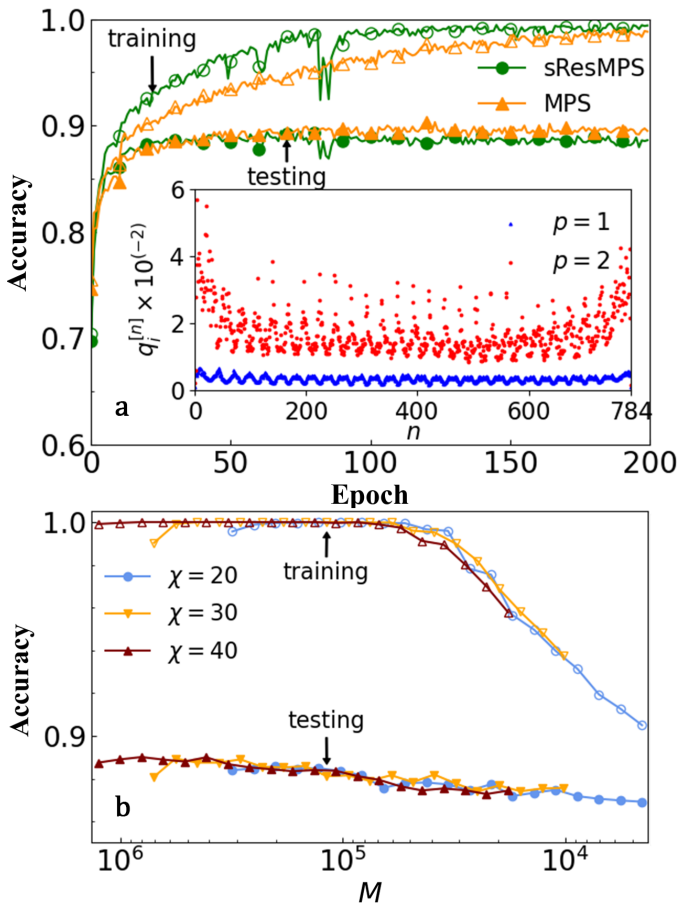 1.0
training
sResMPS
MPS
0.9
testing
Accuracy
0.8
0.7
0.6
6
4
2
0
q_i^{[n]} × 10^{(-2)}
p = 1
p = 2
0 200 400 600 784
n
a
0 50 100 150 200
Epoch
1.0
training
χ = 20
χ = 30
χ = 40
Accuracy
testing
0.9
b
10^6 10^5 10^4
M